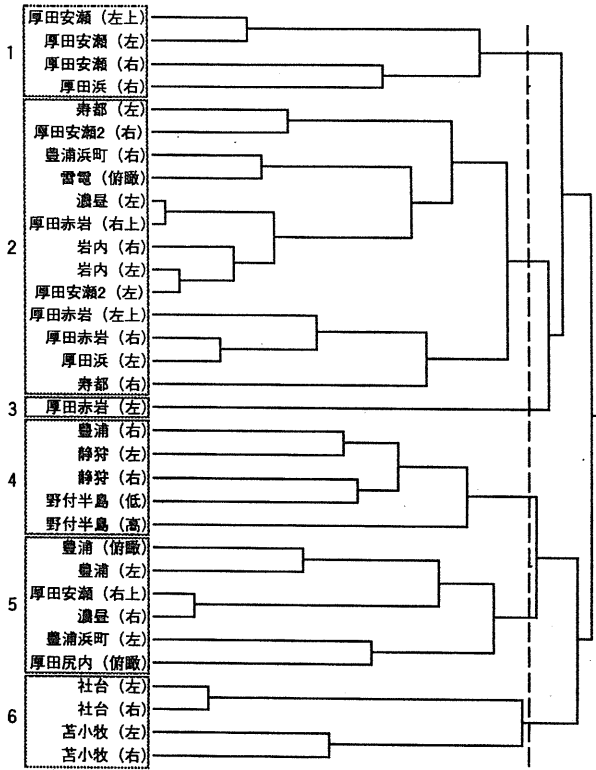 1
厚田安瀬（左上）
厚田安瀬（左）
厚田安瀬（右）
厚田浜（右）
2
寿都（左）
厚田安瀬2（右）
豊浦浜町（右）
雷電（俯瞰）
濃昼（左）
厚田赤岩（右上）
岩内（右）
岩内（左）
厚田安瀬2（左）
厚田赤岩（左上）
厚田赤岩（右）
厚田浜（左）
寿都（右）
3
厚田赤岩（左）
4
豊浦（右）
静狩（左）
静狩（右）
野付半島（低）
野付半島（高）
5
豊浦（俯瞰）
豊浦（左）
厚田安瀬（右上）
濃昼（右）
豊浦浜町（左）
厚田尻内（俯瞰）
6
社台（左）
社台（右）
苫小牧（左）
苫小牧（右）